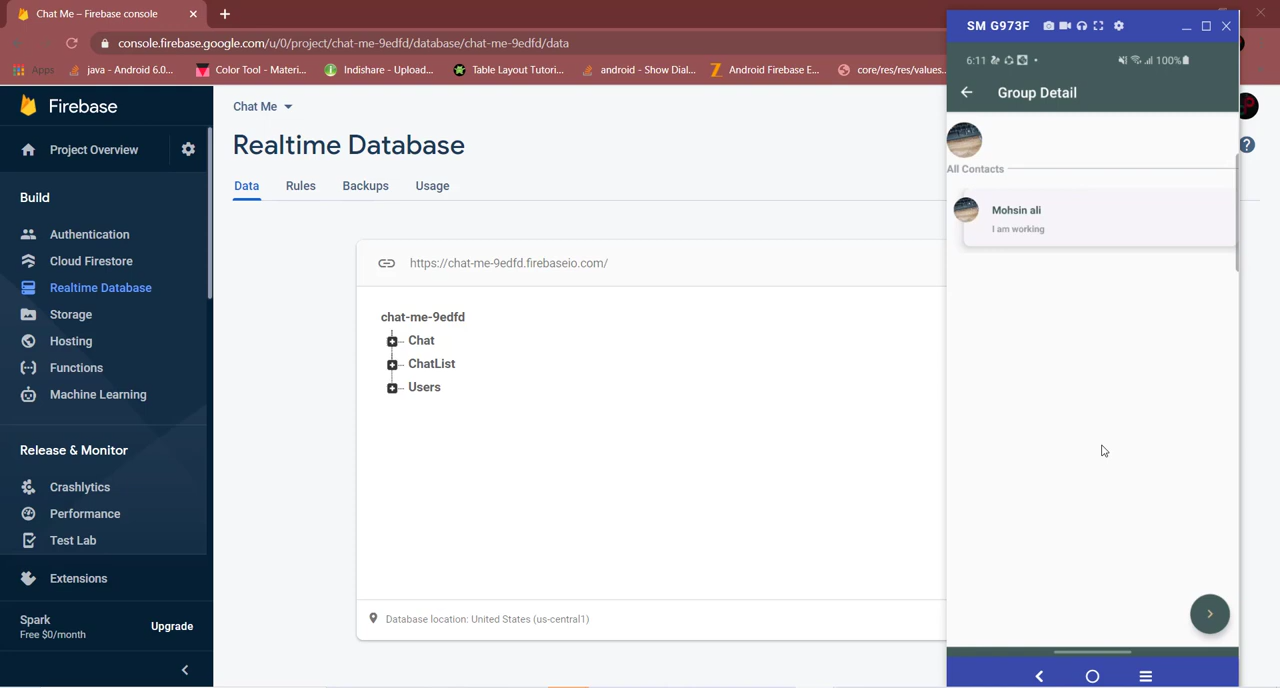 Chat Me – Firebase console
console.firebase.google.com/u/0/project/chat-me-9edfd/database/chat-me-9edfd/data
Apps
java - Android 6.0...
Color Tool - Materi...
Indishare - Upload...
Table Layout Tutori...
android - Show Dial...
Android Firebase E...
core/res/res/values...
Firebase
Project Overview
Build
Authentication
Cloud Firestore
Realtime Database
Storage
Hosting
Functions
Machine Learning
Release & Monitor
Crashlytics
Performance
Test Lab
Extensions
Spark
Free $0/month
Upgrade
Chat Me
Realtime Database
Data
Rules
Backups
Usage
https://chat-me-9edfd.firebaseio.com/
chat-me-9edfd
Chat
ChatList
Users
Database location: United States (us-central1)
SM G973F
6:11
100%
Group Detail
All Contacts
Mohsin ali
I am working